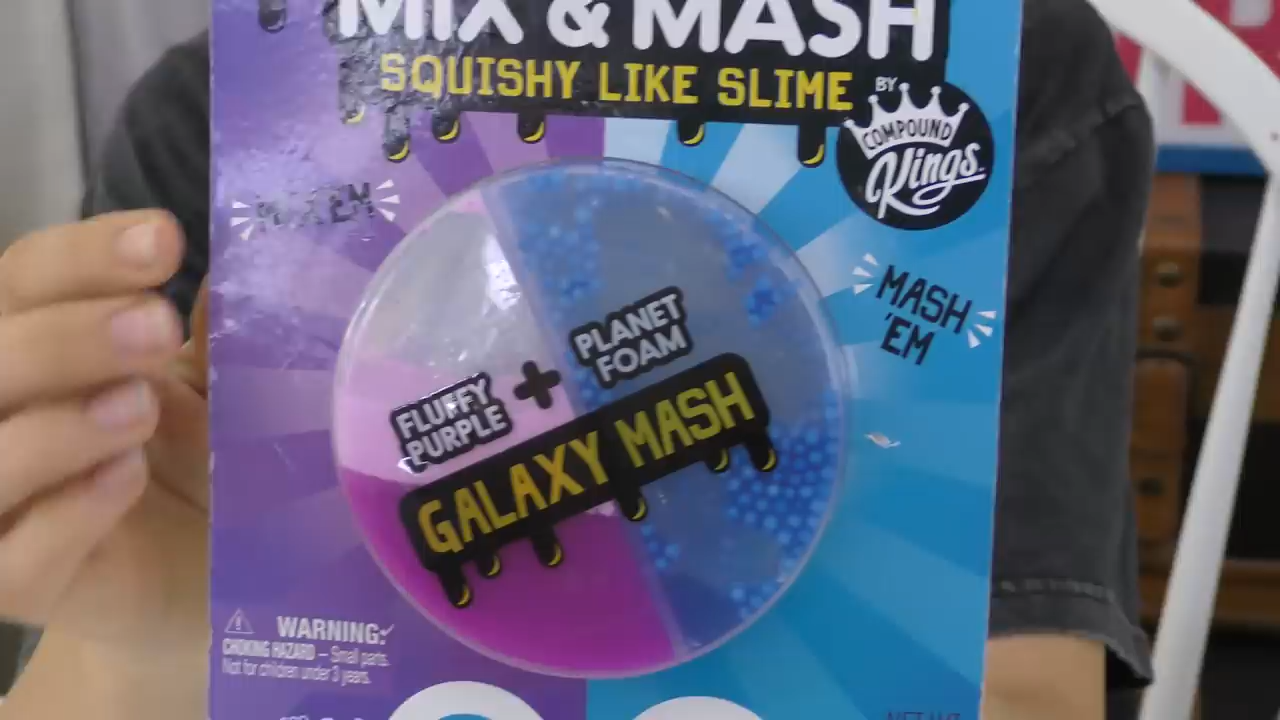 MIX & MASH
SQUISHY LIKE SLIME
BY
COMPOUND
Kings
MIX 'EM
MASH
'EM
PLANET
FOAM
+
FLUFFY
PURPLE
GALAXY MASH
WARNING:
CHOKING HAZARD – Small parts.
Not for children under 3 years.